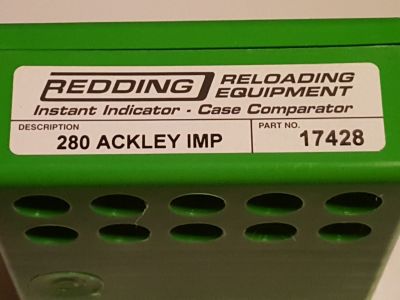 REDDING RELOADING EQUIPMENT
Instant Indicator - Case Comparator
DESCRIPTION PART NO.
280 ACKLEY IMP 17428